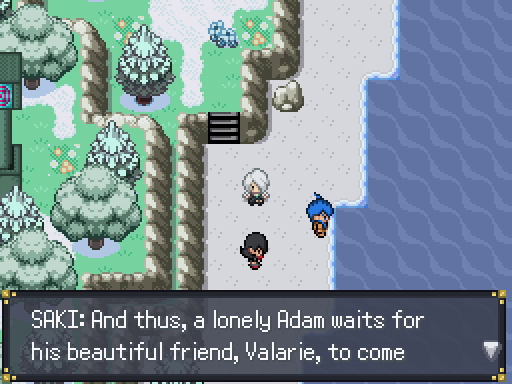 SAKI: And thus, a lonely Adam waits for
his beautiful friend, Valarie, to come